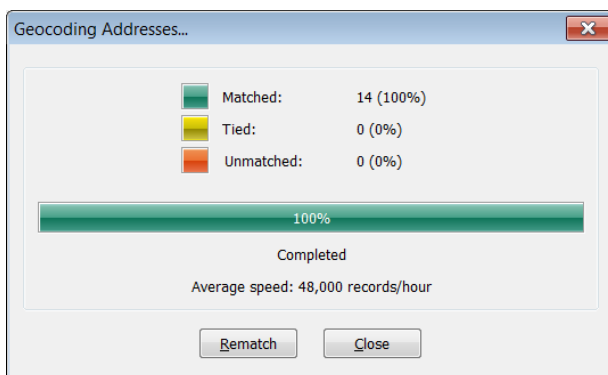 Geocoding Addresses...
Matched: 14 (100%)
Tied: 0 (0%)
Unmatched: 0 (0%)
100%
Completed
Average speed: 48,000 records/hour
Rematch Close